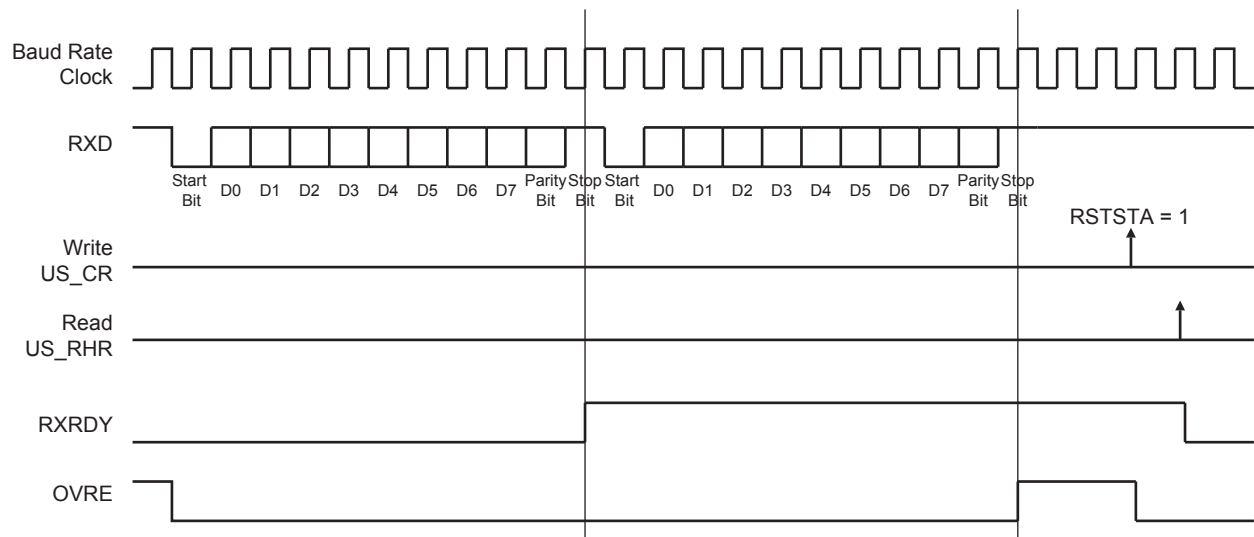 Baud Rate
Clock
RXD
Start
Bit
D0 D1 D2 D3 D4 D5 D6 D7
Parity
Bit
Stop
Bit
Start
Bit
D0 D1 D2 D3 D4 D5 D6 D7
Parity
Bit
Stop
Bit
RSTSTA = 1
Write
US_CR
Read
US_RHR
RXRDY
OVRE